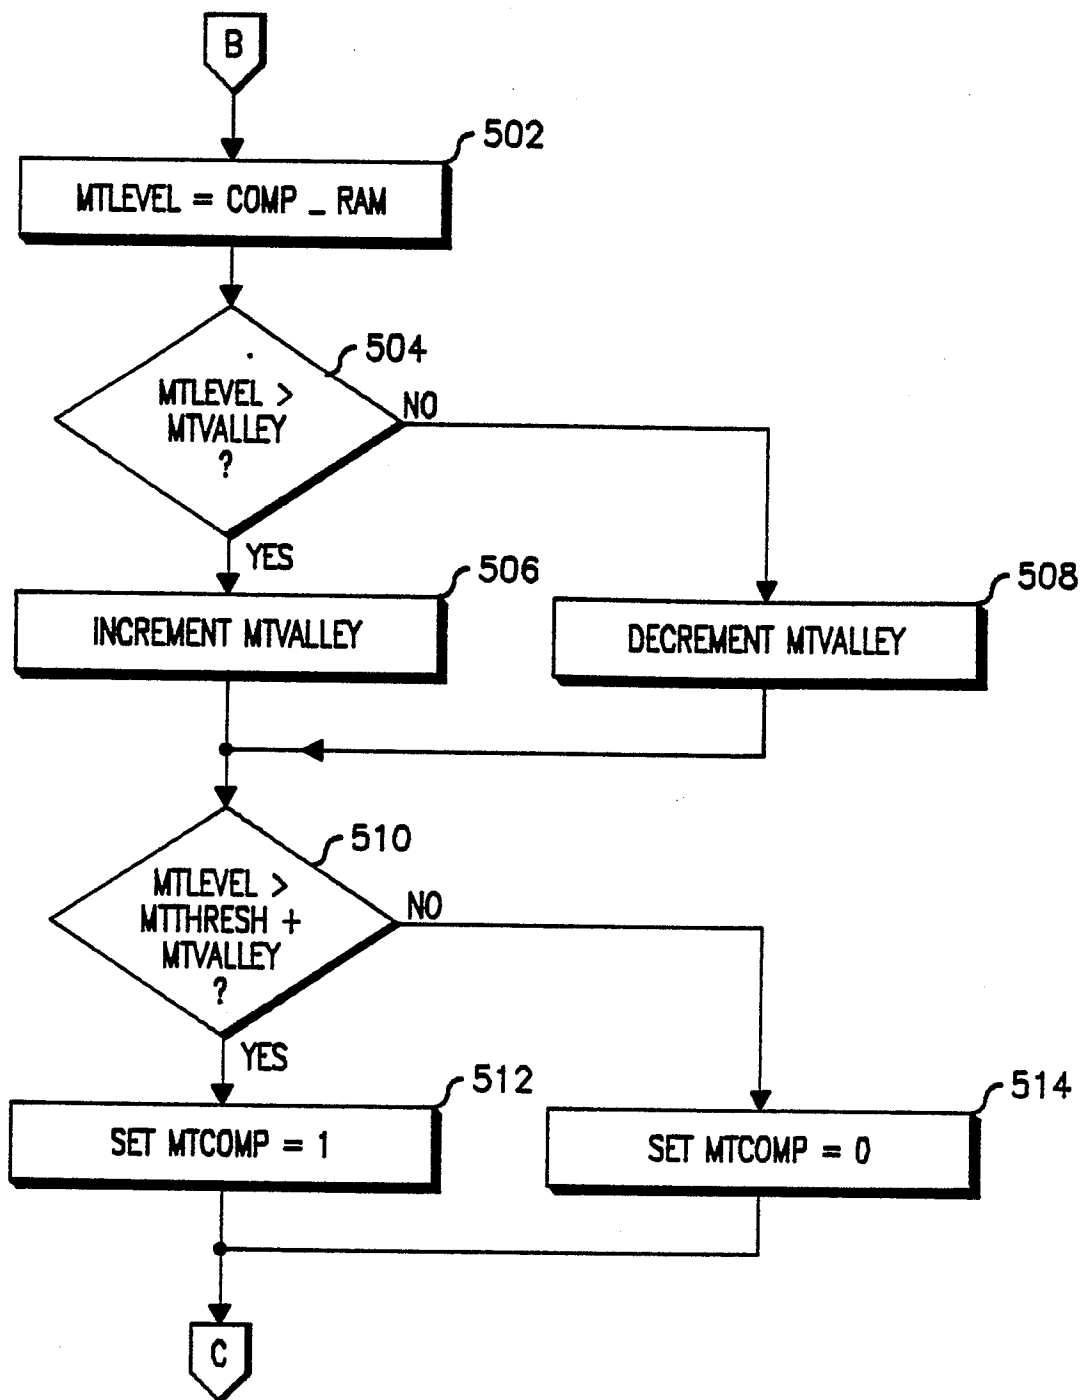 B
502
MTLEVEL = COMP _ RAM
504
MTLEVEL >
MTVALLEY
?
NO
YES
506
INCREMENT MTVALLEY
508
DECREMENT MTVALLEY
510
MTLEVEL >
MTTHRESH +
MTVALLEY
?
NO
YES
512
SET MTCOMP = 1
514
SET MTCOMP = 0
C